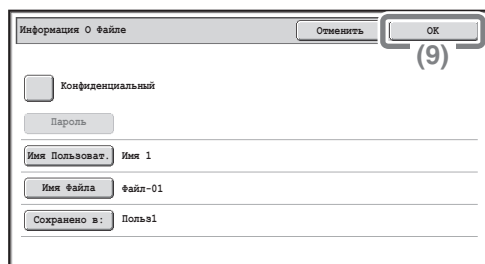 Информация О Файле Отменить OK
(9)
Конфиденциальный
Пароль
Имя Пользоват. Имя 1
Имя Файла Файл-01
Сохранено в: Польз1